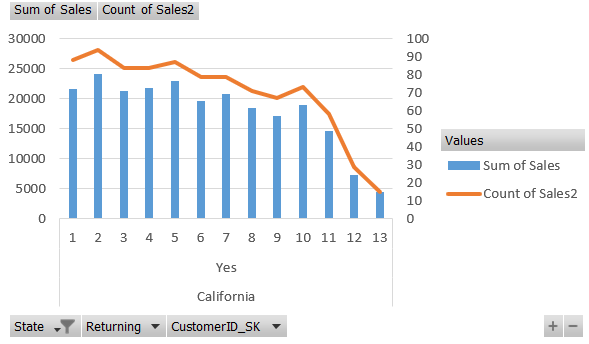 Sum of Sales Count of Sales2
30000 100
25000 90
20000 80
15000 70
10000 60
5000 50
0 40
30
20
10
0
Values
Sum of Sales
Count of Sales2
1 2 3 4 5 6 7 8 9 10 11 12 13
Yes
California
State Returning CustomerID_SK + −